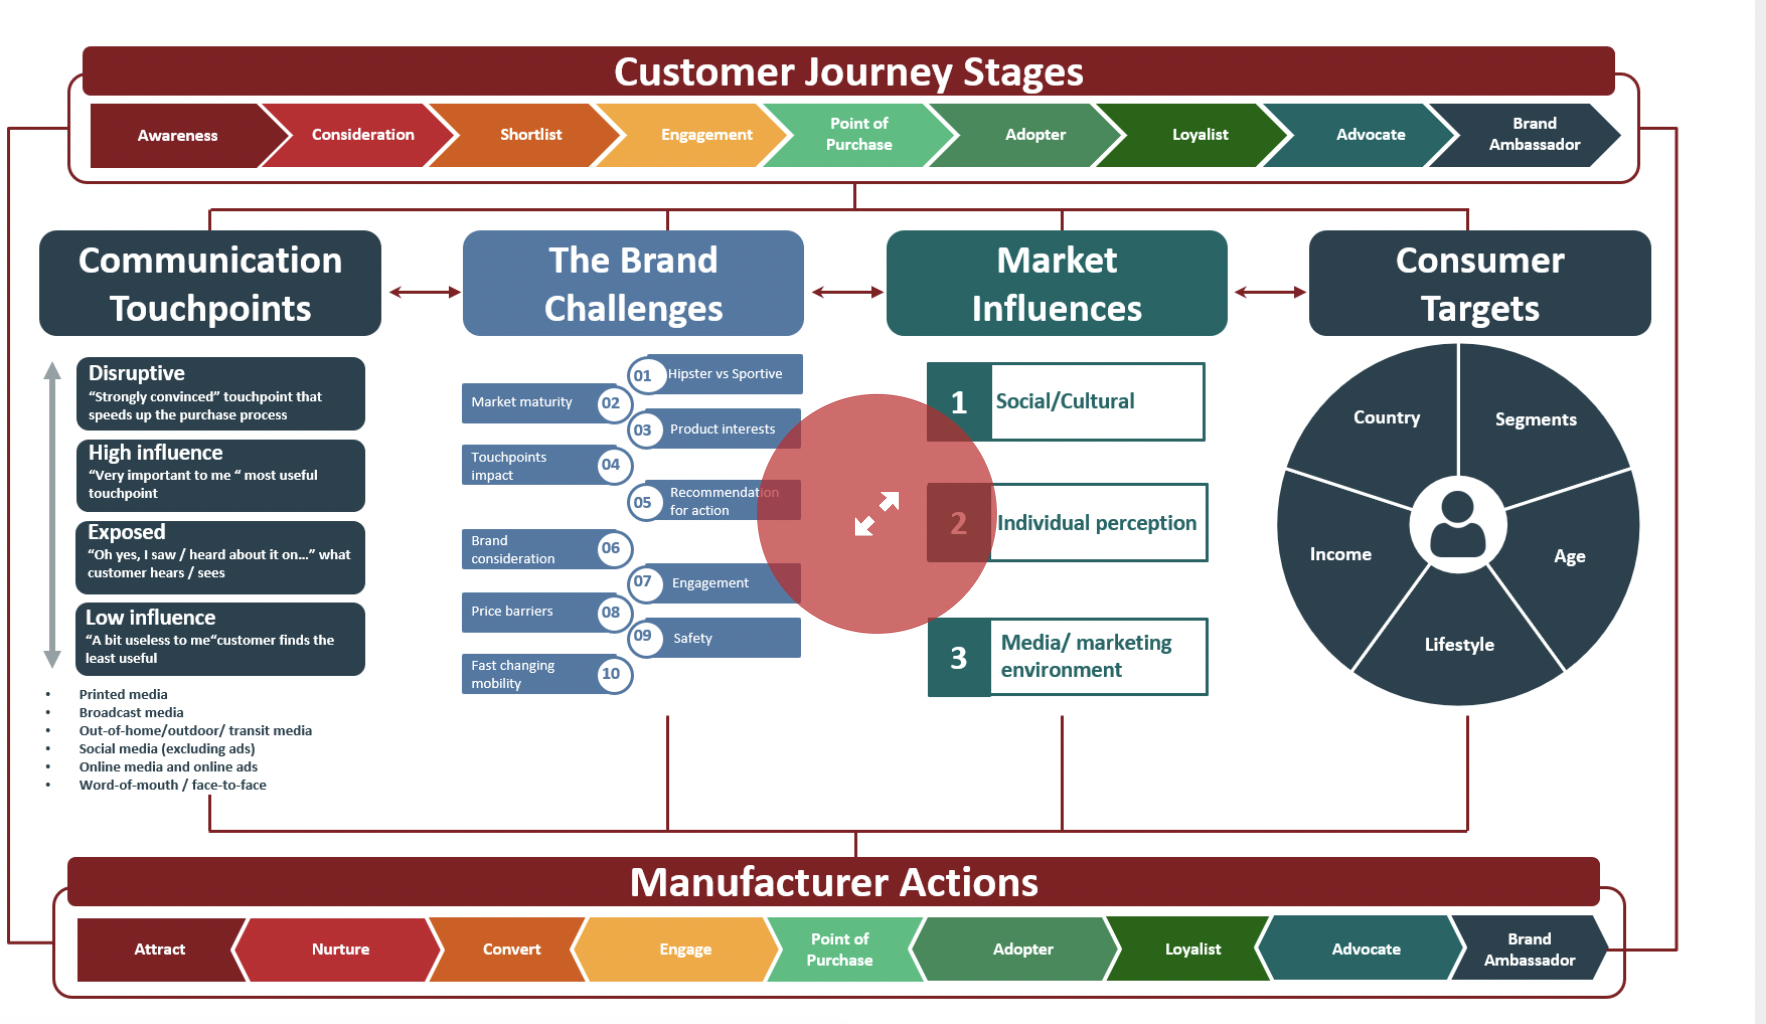 Customer Journey Stages
Awareness
Consideration
Shortlist
Engagement
Point of
Purchase
Adopter
Loyalist
Advocate
Brand
Ambassador
Communication
Touchpoints
Disruptive
“Strongly convinced” touchpoint that
speeds up the purchase process
High influence
“Very important to me “ most useful
touchpoint
Exposed
“Oh yes, I saw / heard about it on...” what
customer hears / sees
Low influence
“A bit useless to me“customer finds the
least useful
• Printed media
• Broadcast media
• Out-of-home/outdoor/ transit media
• Social media (excluding ads)
• Online media and online ads
• Word-of-mouth / face-to-face
The Brand
Challenges
01 Hipster vs Sportive
Market maturity 02
03 Product interests
Touchpoints
impact 04
05 Recommendation
for action
Brand
consideration 06
07 Engagement
Price barriers 08
09 Safety
Fast changing
mobility 10
Market
Influences
1 Social/Cultural
2 Individual perception
3 Media/ marketing
environment
Consumer
Targets
Country
Segments
Income
Age
Lifestyle
Manufacturer Actions
Attract
Nurture
Convert
Engage
Point of
Purchase
Adopter
Loyalist
Advocate
Brand
Ambassador